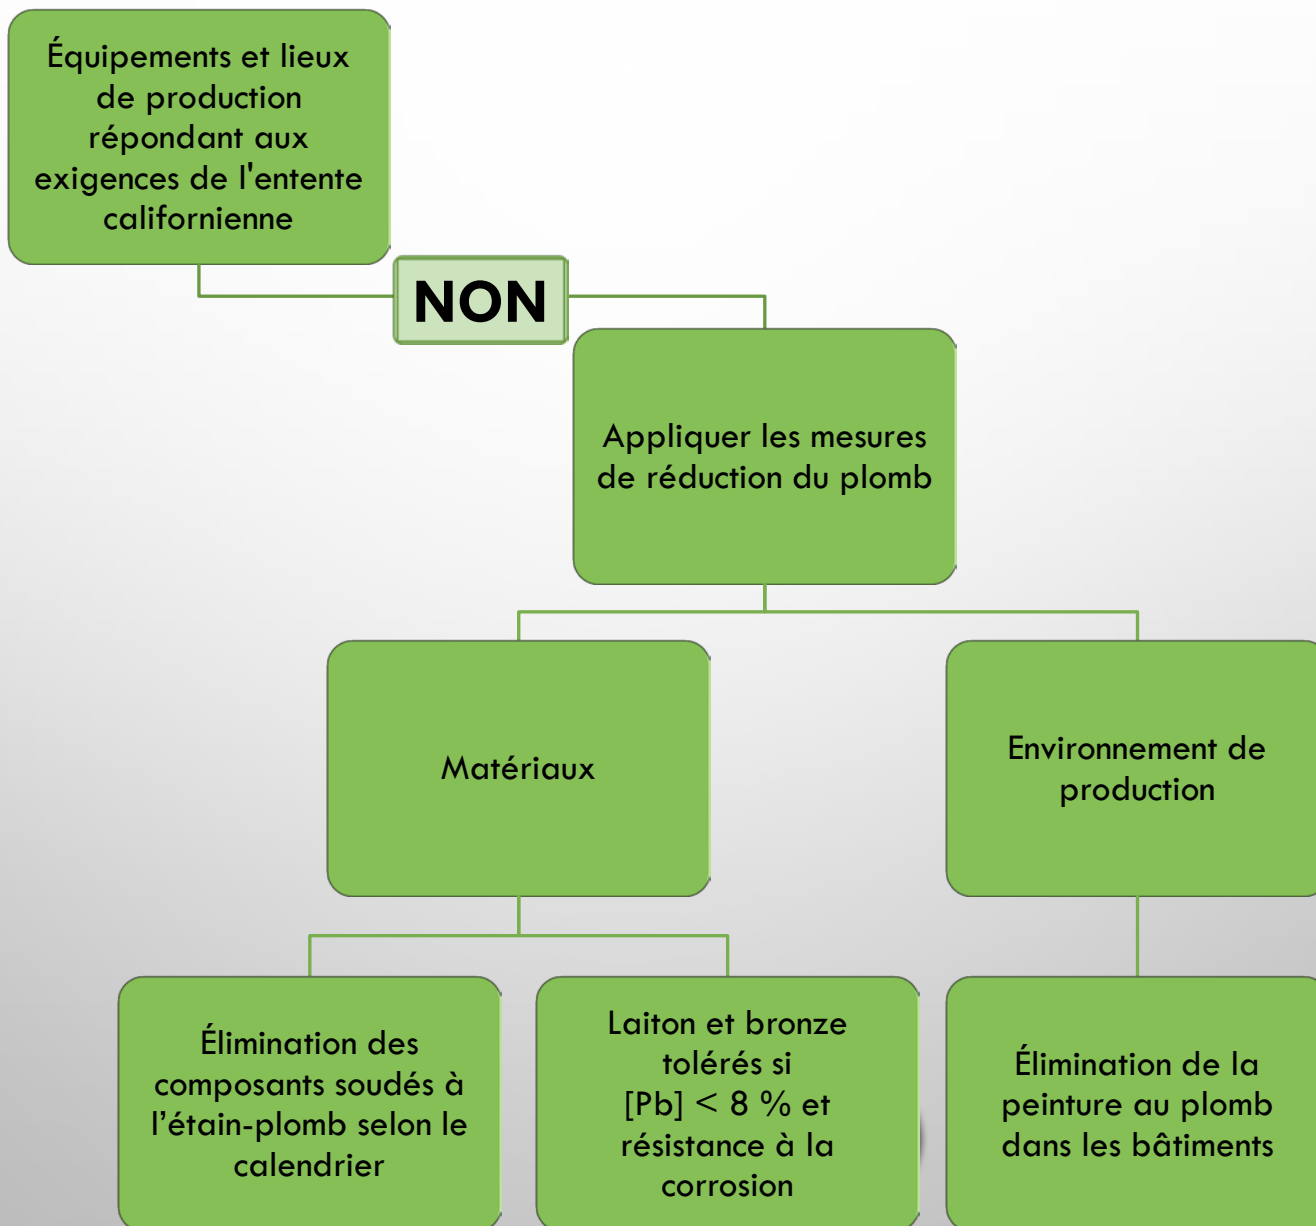 Équipements et lieux
de production
répondant aux
exigences de l'entente
californienne
NON
Appliquer les mesures
de réduction du plomb
Matériaux
Environnement de
production
Élimination des
composants soudés à
l’étain-plomb selon le
calendrier
Laiton et bronze
tolérés si
[Pb] < 8 % et
résistance à la
corrosion
Élimination de la
peinture au plomb
dans les bâtiments